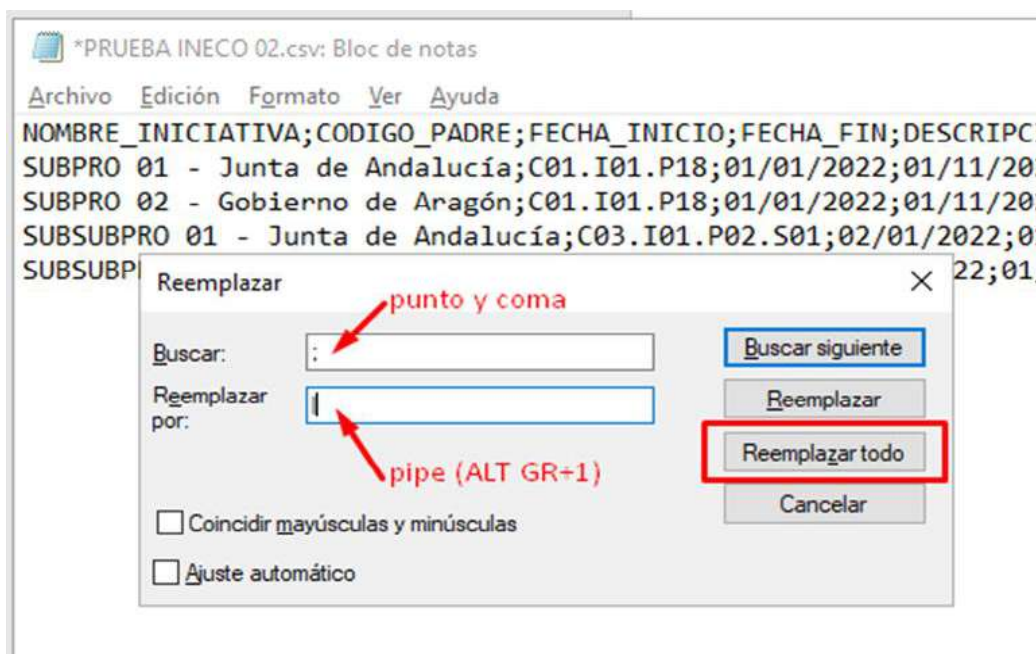 *PRUEBA INECO 02.csv: Bloc de notas
Archivo Edición Formato Ver Ayuda
NOMBRE_INICIATIVA;CODIGO_PADRE;FECHA_INICIO;FECHA_FIN;DESCRIPC
SUBPRO 01 - Junta de Andalucía;C01.I01.P18;01/01/2022;01/11/20
SUBPRO 02 - Gobierno de Aragón;C01.I01.P18;01/01/2022;01/11/20
SUBSUBPRO 01 - Junta de Andalucía;C03.I01.P02.S01;02/01/2022;0
SUBSUBP 22;01
Reemplazar
punto y coma
Buscar: ;
Buscar siguiente
Reemplazar por: |
Reemplazar
Reemplazar todo
pipe (ALT GR+1)
Cancelar
Coincidir mayúsculas y minúsculas
Ajuste automático